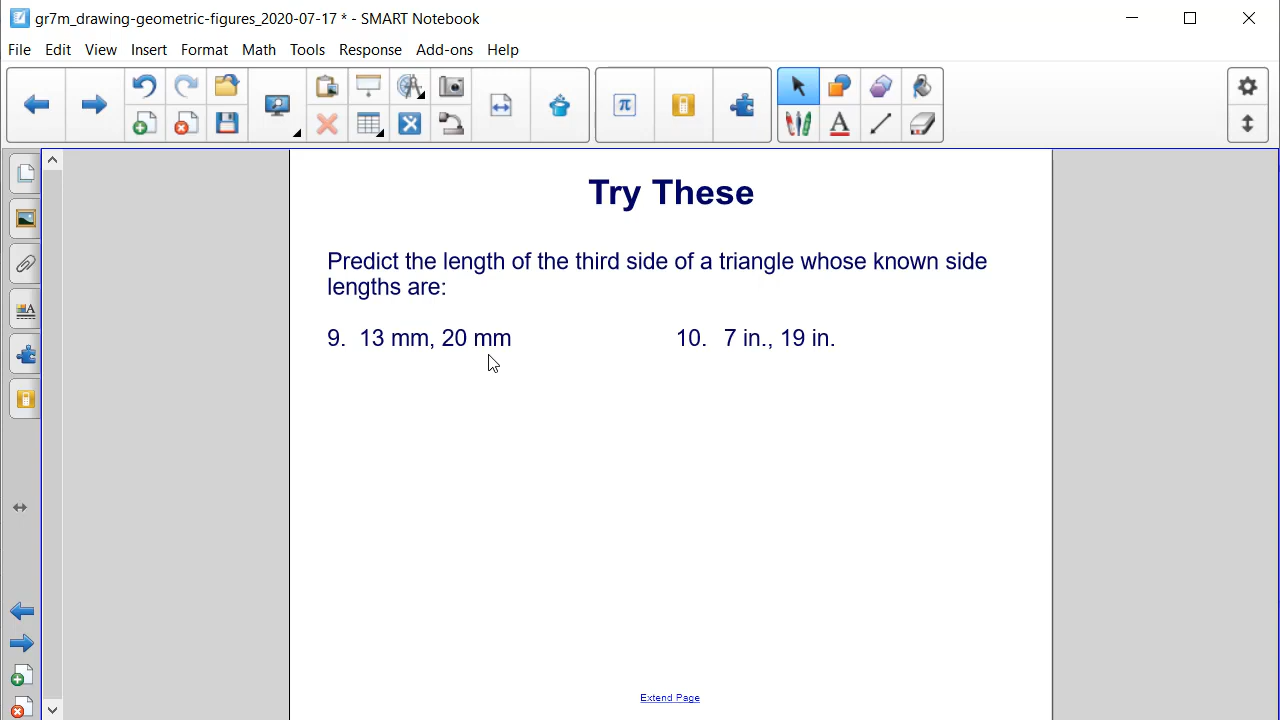 gr7m_drawing-geometric-figures_2020-07-17 * - SMART Notebook
File Edit View Insert Format Math Tools Response Add-ons Help
Try These
Predict the length of the third side of a triangle whose known side
lengths are:
9. 13 mm, 20 mm 10. 7 in., 19 in.
Extend Page